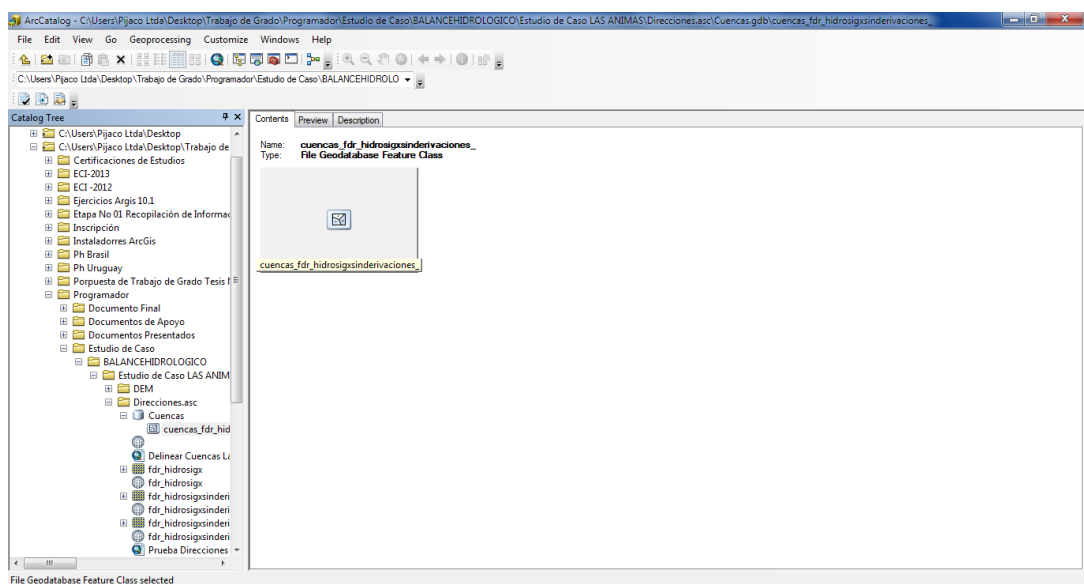 ArcCatalog - C:\Users\Pijaco Ltda\Desktop\Trabajo de Grado\Programador\Estudio de Caso\BALANCEHIDROLOGICO\Estudio de Caso LAS ANIMAS\Direcciones.asc\Cuencas.gdb\cuencas_fdr_hidrosigxsinderivaciones_
File Edit View Go Geoprocessing Customize Windows Help
C:\Users\Pijaco Ltda\Desktop\Trabajo de Grado\Programador\Estudio de Caso\BALANCEHIDROLO
Catalog Tree
Contents Preview Description
C:\Users\Pijaco Ltda\Desktop
C:\Users\Pijaco Ltda\Desktop\Trabajo de
Certificaciones de Estudios
ECI-2013
ECI -2012
Ejercicios Argis 10.1
Etapa No 01 Recopilación de Informac
Inscripción
Instaladorres ArcGis
Ph Brasil
Ph Uruguay
Porpuesta de Trabajo de Grado Tesis
Programador
Documento Final
Documentos de Apoyo
Documentos Presentados
Estudio de Caso
BALANCEHIDROLOGICO
Estudio de Caso LAS ANIM
DEM
Direcciones.asc
Cuencas
cuencas_fdr_hid
Delinear Cuencas La
fdr_hidrosigx
fdr_hidrosigx
fdr_hidrosigxsinderi
fdr_hidrosigxsinderi
fdr_hidrosigxsinderi
fdr_hidrosigxsinderi
Prueba Direcciones
Name: cuencas_fdr_hidrosigxsinderivaciones_
Type: File Geodatabase Feature Class
cuencas_fdr_hidrosigxsinderivaciones_
File Geodatabase Feature Class selected